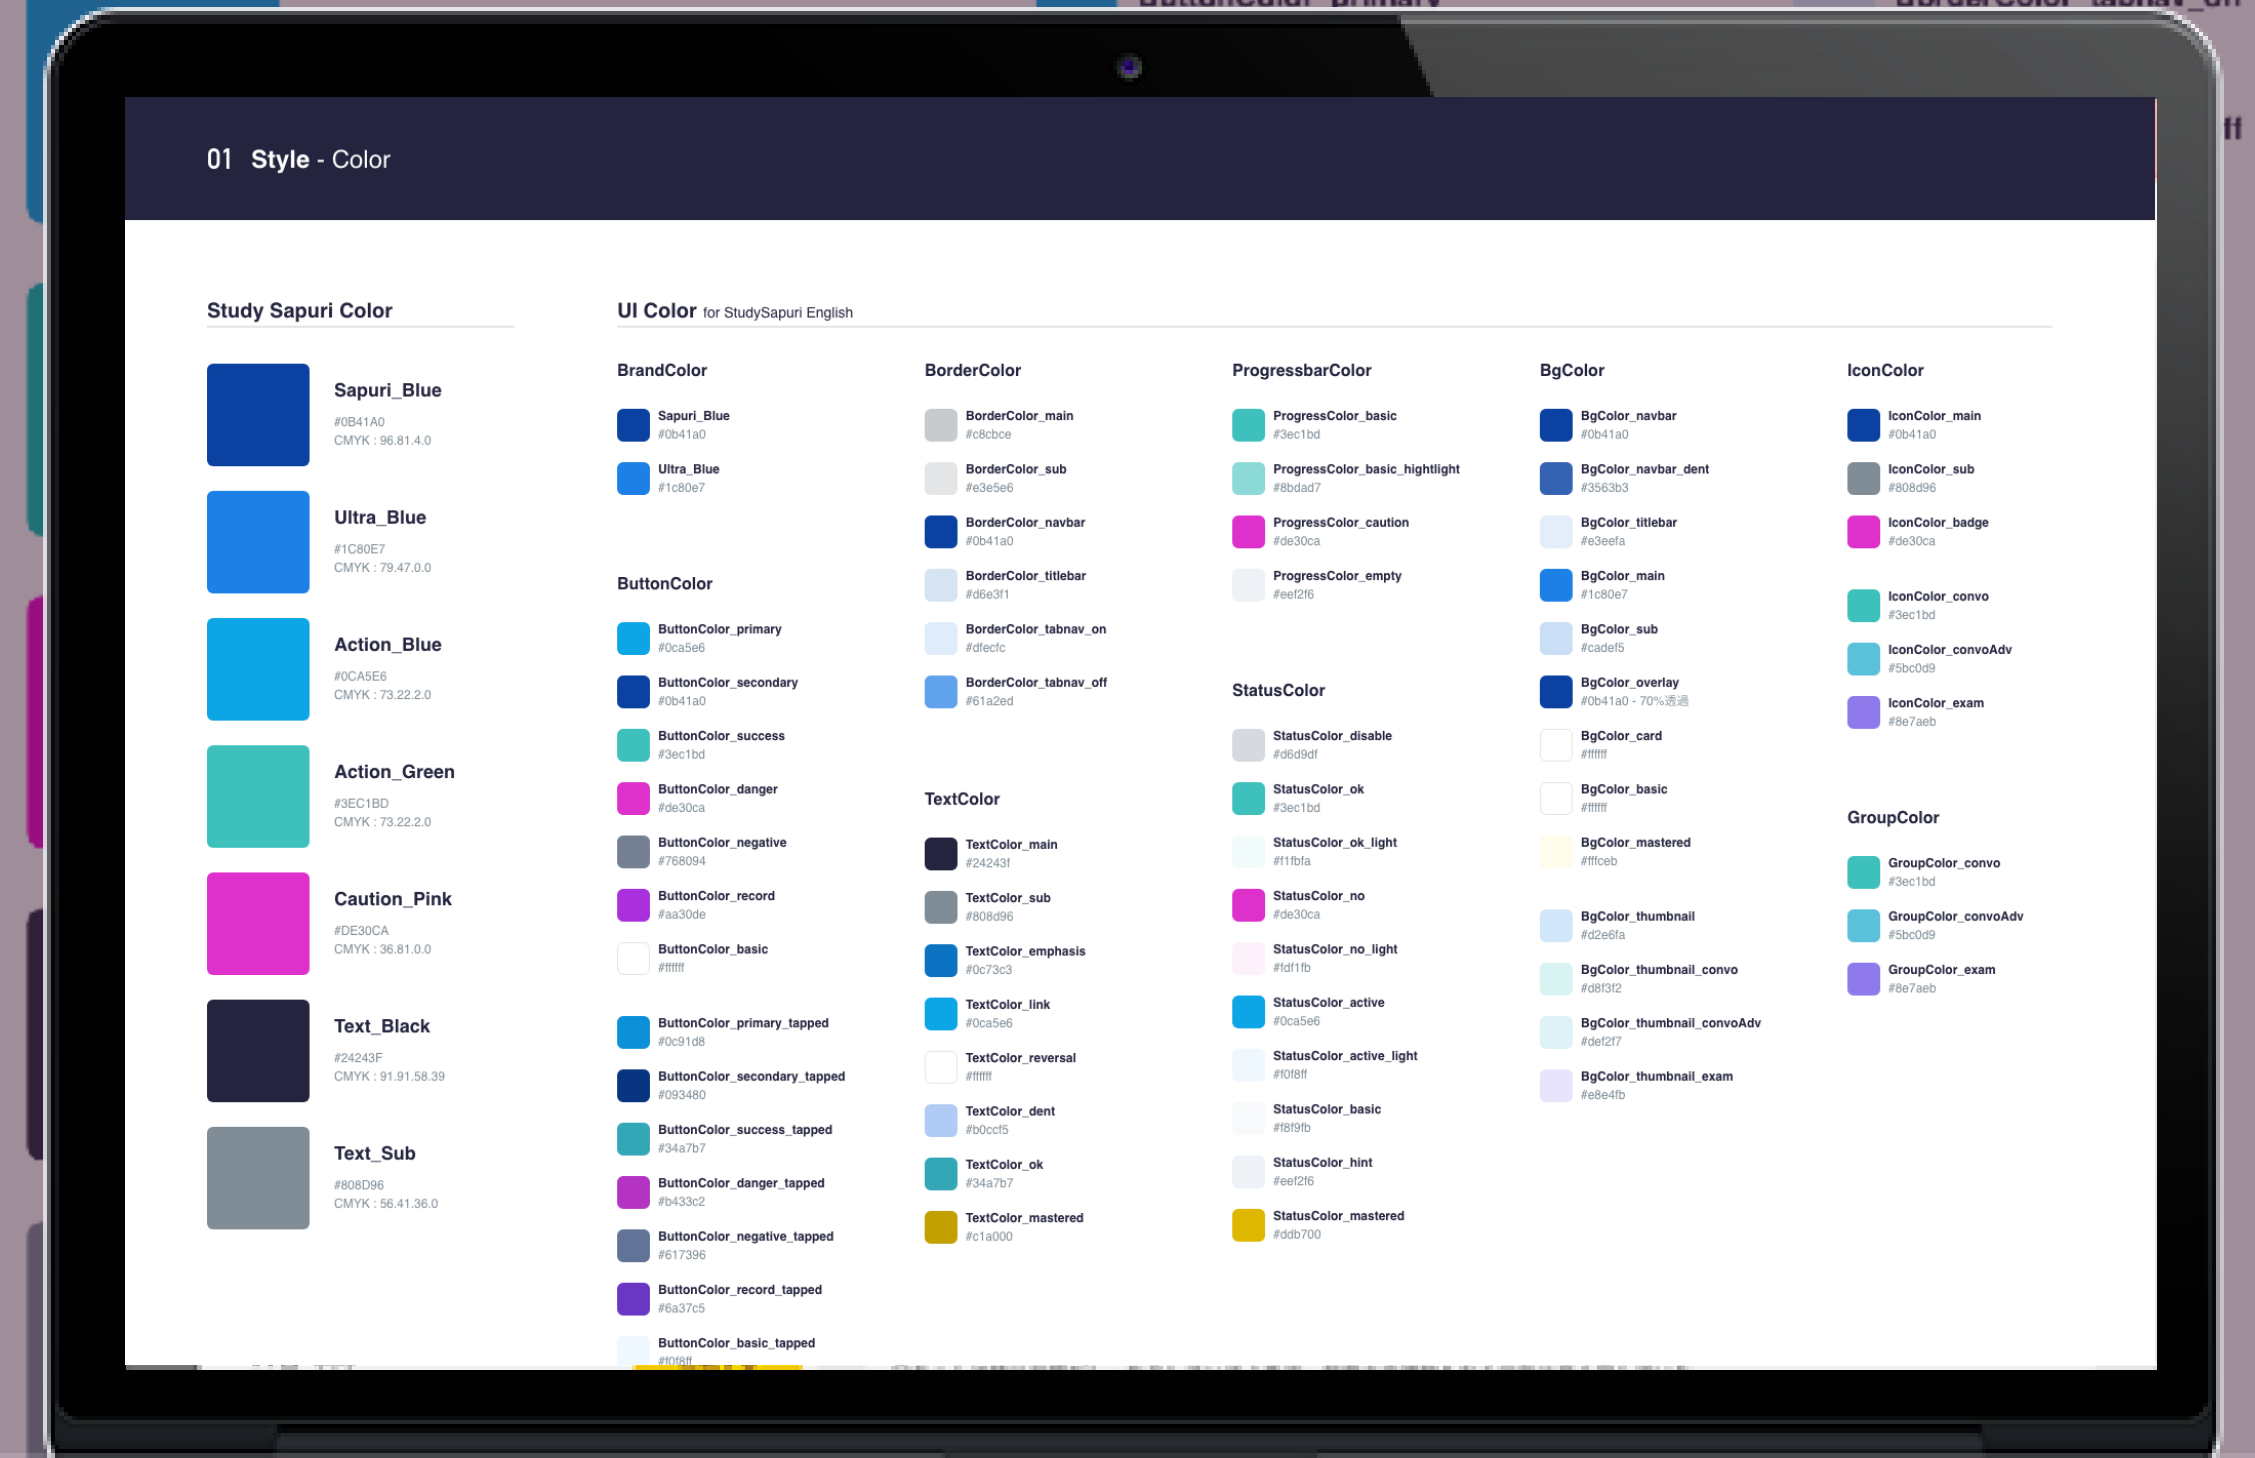 ButtonColor_primary
BorderColor_tabnav_off
ff
01 Style - Color
Study Sapuri Color
Sapuri_Blue
#0B41A0
CMYK : 96.81.4.0
Ultra_Blue
#1C80E7
CMYK : 79.47.0.0
Action_Blue
#0CA5E6
CMYK : 73.22.2.0
Action_Green
#3EC1BD
CMYK : 73.22.2.0
Caution_Pink
#DE30CA
CMYK : 36.81.0.0
Text_Black
#24243F
CMYK : 91.91.58.39
Text_Sub
#808D96
CMYK : 56.41.36.0
UI Color for StudySapuri English
BrandColor
Sapuri_Blue
#0b41a0
Ultra_Blue
#1c80e7
ButtonColor
ButtonColor_primary
#0ca5e6
ButtonColor_secondary
#0b41a0
ButtonColor_success
#3ec1bd
ButtonColor_danger
#de30ca
ButtonColor_negative
#768094
ButtonColor_record
#aa30de
ButtonColor_basic
#ffffff
ButtonColor_primary_tapped
#0c91d8
ButtonColor_secondary_tapped
#093480
ButtonColor_success_tapped
#34a7b7
ButtonColor_danger_tapped
#b433c2
ButtonColor_negative_tapped
#617396
ButtonColor_record_tapped
#6a37c5
ButtonColor_basic_tapped
#f0f8ff
BorderColor
BorderColor_main
#c8cbce
BorderColor_sub
#e3e5e6
BorderColor_navbar
#0b41a0
BorderColor_titlebar
#d6e3f1
BorderColor_tabnav_on
#dfecfc
BorderColor_tabnav_off
#61a2ed
TextColor
TextColor_main
#24243f
TextColor_sub
#808d96
TextColor_emphasis
#0c73c3
TextColor_link
#0ca5e6
TextColor_reversal
#ffffff
TextColor_dent
#b0ccf5
TextColor_ok
#34a7b7
TextColor_mastered
#c1a000
ProgressbarColor
ProgressColor_basic
#3ec1bd
ProgressColor_basic_hightlight
#8bdad7
ProgressColor_caution
#de30ca
ProgressColor_empty
#eef2f6
StatusColor
StatusColor_disable
#d6d9df
StatusColor_ok
#3ec1bd
StatusColor_ok_light
#f1fbfa
StatusColor_no
#de30ca
StatusColor_no_light
#fdf1fb
StatusColor_active
#0ca5e6
StatusColor_active_light
#f0f8ff
StatusColor_basic
#f8f9fb
StatusColor_hint
#eef2f6
StatusColor_mastered
#ddb700
BgColor
BgColor_navbar
#0b41a0
BgColor_navbar_dent
#3563b3
BgColor_titlebar
#e3eefa
BgColor_main
#1c80e7
BgColor_sub
#cadef5
BgColor_overlay
#0b41a0 - 70%透過
BgColor_card
#ffffff
BgColor_basic
#ffffff
BgColor_mastered
#fffceb
BgColor_thumbnail
#d2e6fa
BgColor_thumbnail_convo
#d8f3f2
BgColor_thumbnail_convoAdv
#def2f7
BgColor_thumbnail_exam
#e8e4fb
IconColor
IconColor_main
#0b41a0
IconColor_sub
#808d96
IconColor_badge
#de30ca
IconColor_convo
#3ec1bd
IconColor_convoAdv
#5bc0d9
IconColor_exam
#8e7aeb
GroupColor
GroupColor_convo
#3ec1bd
GroupColor_convoAdv
#5bc0d9
GroupColor_exam
#8e7aeb